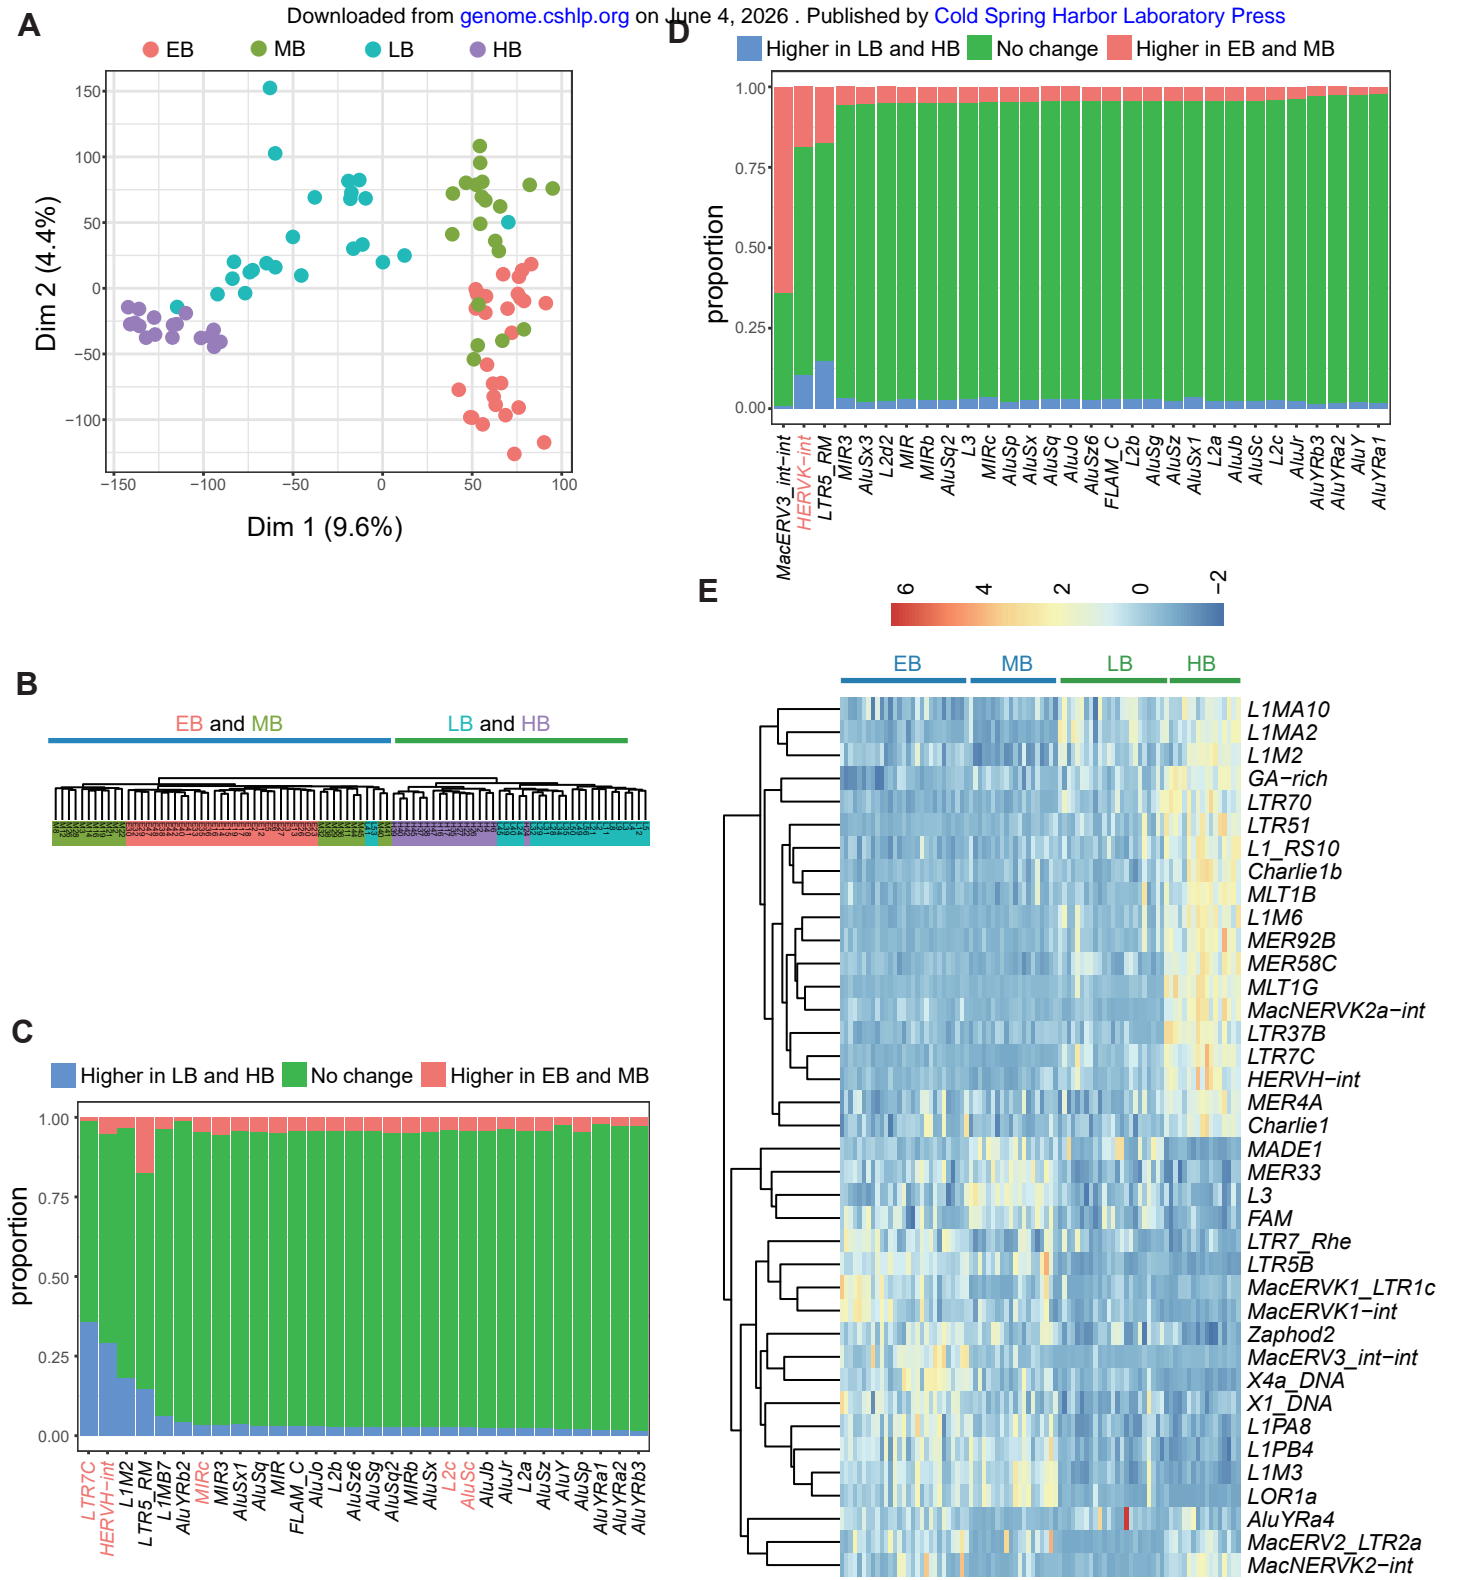 Downloaded from genome.cshlp.org on June 4, 2026 . Published by Cold Spring Harbor Laboratory Press
A
EB MB LB HB
150
100
50
0
−50
−100
−150 −100 −50 0 50 100
Dim 2 (4.4%)
Dim 1 (9.6%)
B
EB and MB
LB and HB
C
Higher in LB and HB No change Higher in EB and MB
proportion
1.00
0.75
0.50
0.25
0.00
LTR7C
HERVH−int
L1M2
LTR5_RM
L1MB7
AluYRb2
MIRc
MIR3
AluSx1
AluSq
MIR
FLAM_C
AluJo
L2b
AluSz6
AluSg
AluSq2
MIRb
AluSx
L2c
AluSc
AluJb
AluJr
L2a
AluSz
AluY
AluSp
AluYRa1
AluYRa2
AluYRb3
D
Higher in LB and HB No change Higher in EB and MB
proportion
1.00
0.75
0.50
0.25
0.00
MacERV3_int−int
HERVK−int
LTR5_RM
MIR3
AluSx3
L2d2
MIR
MIRb
AluSq2
L3
MIRc
AluSp
AluSx
AluSq
AluJo
AluSz6
FLAM_C
L2b
AluSg
AluSz
AluSx1
L2a
AluJb
AluSc
L2c
AluJr
AluYRb3
AluYRa2
AluY
AluYRa1
E
6 4 2 0 −2
EB MB LB HB
L1MA10
L1MA2
L1M2
GA−rich
LTR70
LTR51
L1_RS10
Charlie1b
MLT1B
L1M6
MER92B
MER58C
MLT1G
MacNERVK2a−int
LTR37B
LTR7C
HERVH−int
MER4A
Charlie1
MADE1
MER33
L3
FAM
LTR7_Rhe
LTR5B
MacERVK1_LTR1c
MacERVK1−int
Zaphod2
MacERV3_int−int
X4a_DNA
X1_DNA
L1PA8
L1PB4
L1M3
LOR1a
AluYRa4
MacERV2_LTR2a
MacNERVK2−int